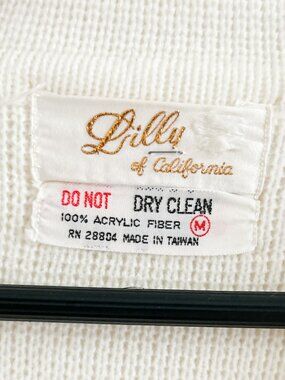 Lilly
of California
DO NOT DRY CLEAN
100% ACRYLIC FIBER M
RN 28804 MADE IN TAIWAN